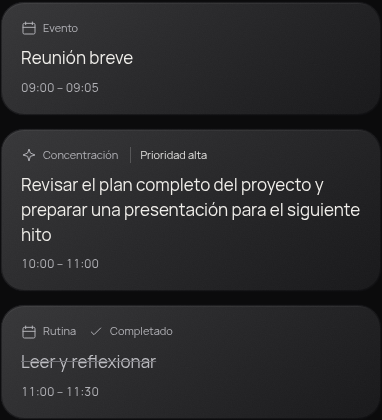 Evento
Reunión breve
09:00 – 09:05
Concentración | Prioridad alta
Revisar el plan completo del proyecto y
preparar una presentación para el siguiente
hito
10:00 – 11:00
Rutina ✓ Completado
Leer y reflexionar
11:00 – 11:30